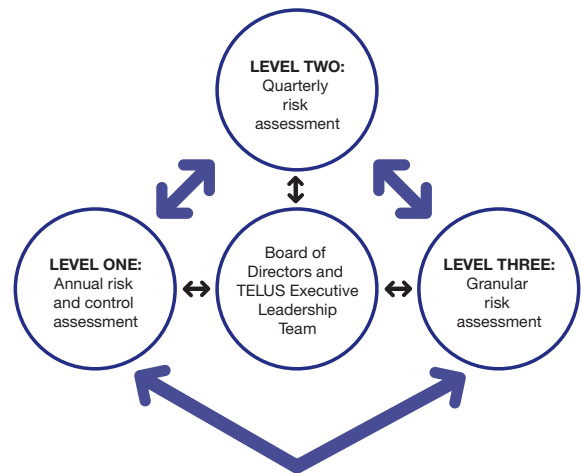 LEVEL TWO:
Quarterly
risk
assessment
LEVEL ONE:
Annual risk
and control
assessment
Board of
Directors and
TELUS Executive
Leadership
Team
LEVEL THREE:
Granular
risk
assessment